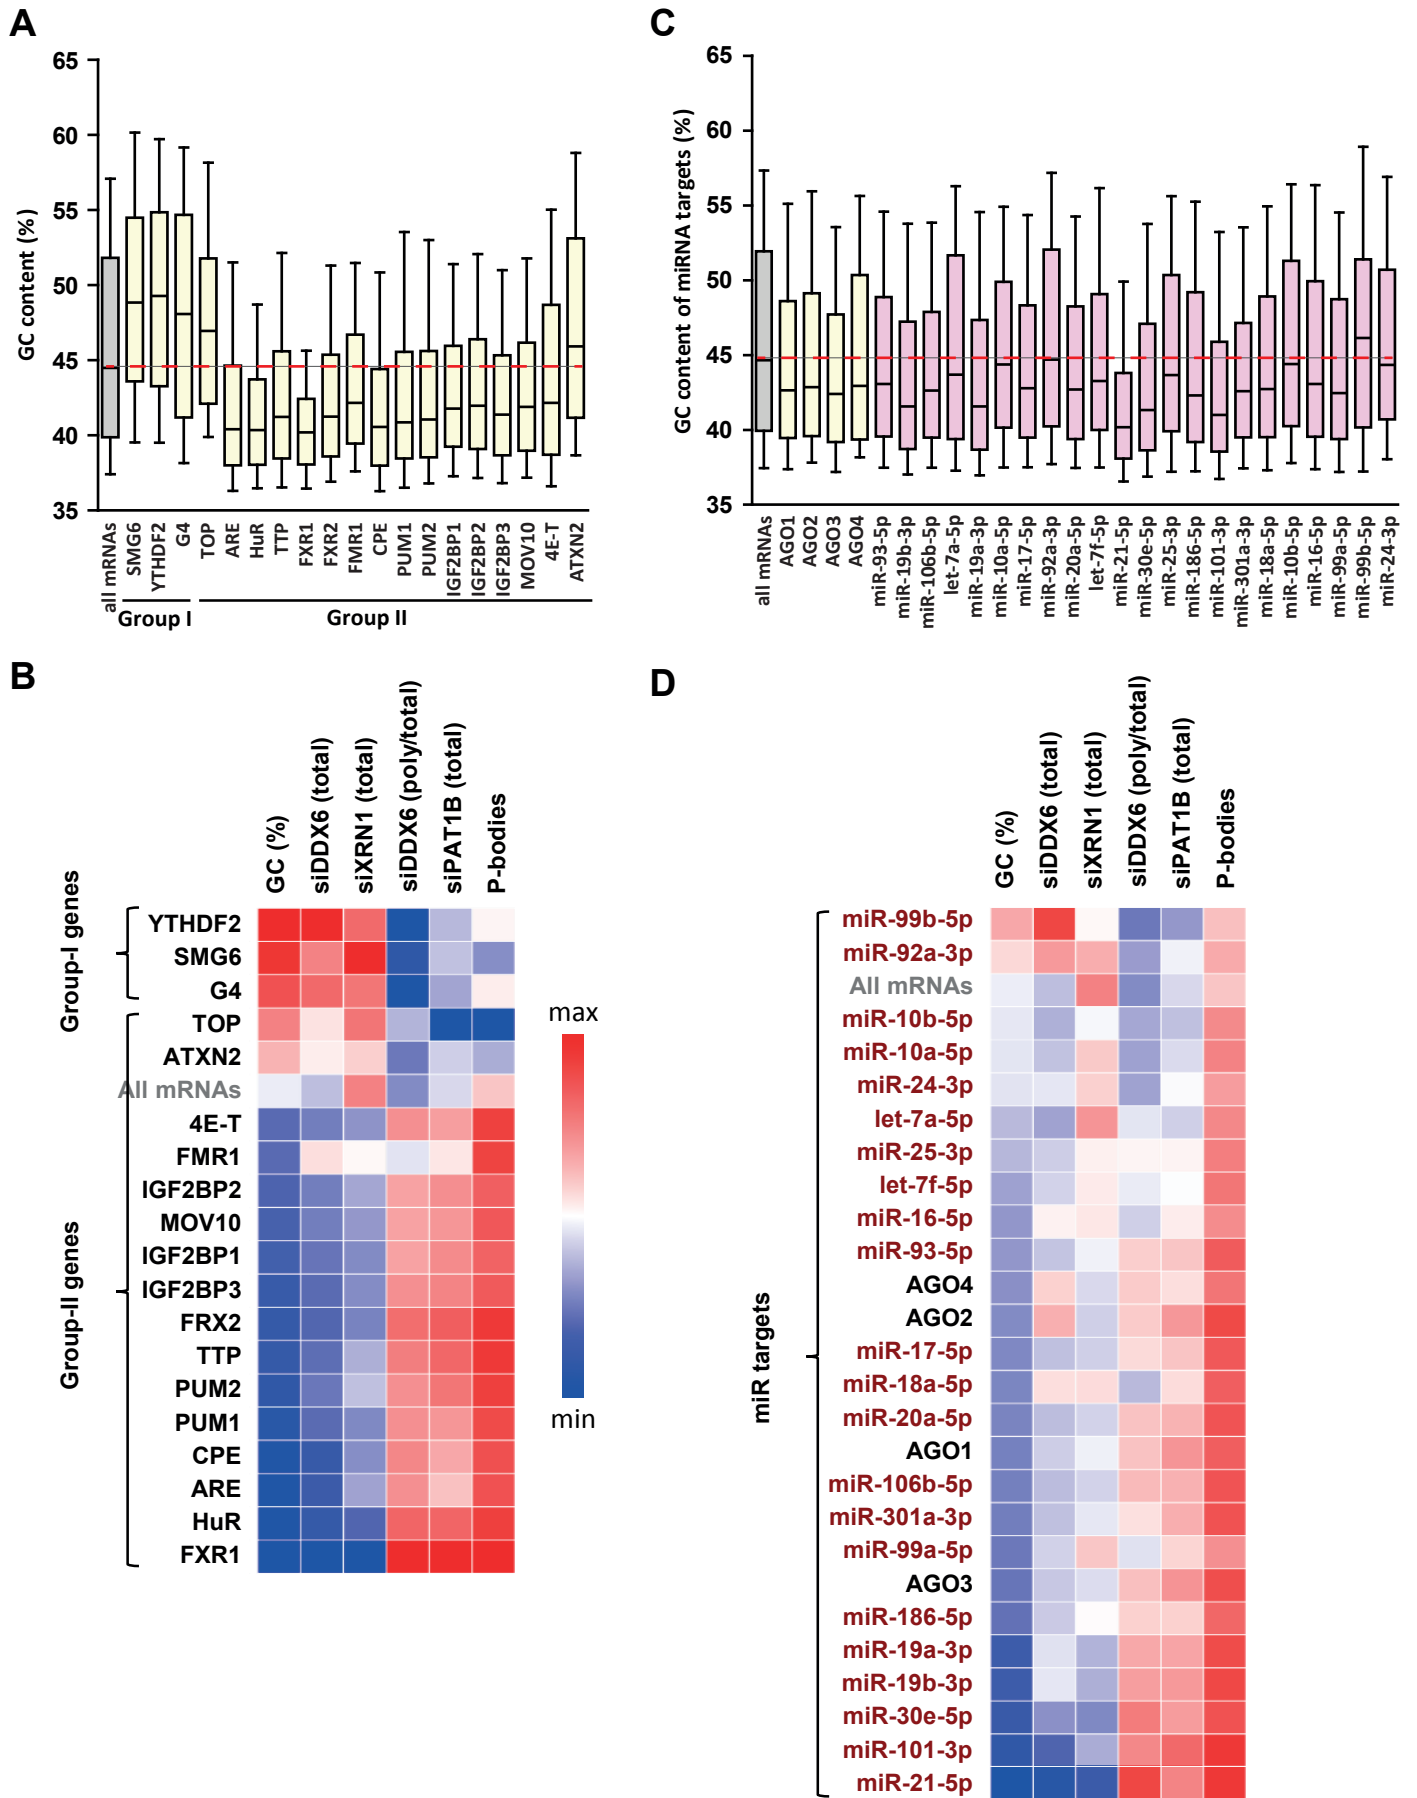 A
GC content (%)
65
60
55
50
45
40
35
all mRNAs
SMG6
YTHDF2
G4
TOP
ARE
HuR
TTP
FXR1
FXR2
FMR1
CPE
PUM1
PUM2
IGF2BP1
IGF2BP2
IGF2BP3
MOV10
4E-T
ATXN2
Group I
Group II
C
GC content of miRNA targets (%)
65
60
55
50
45
40
35
all mRNAs
AGO1
AGO2
AGO3
AGO4
miR-93-5p
miR-19b-3p
miR-106b-5p
let-7a-5p
miR-19a-3p
miR-10a-5p
miR-17-5p
miR-92a-3p
miR-20a-5p
let-7f-5p
miR-21-5p
miR-30e-5p
miR-25-3p
miR-186-5p
miR-101-3p
miR-301a-3p
miR-18a-5p
miR-10b-5p
miR-16-5p
miR-99a-5p
miR-99b-5p
miR-24-3p
B
GC (%)
siDDX6 (total)
siXRN1 (total)
siDDX6 (poly/total)
siPAT1B (total)
P-bodies
Group-I genes
YTHDF2
SMG6
G4
Group-II genes
TOP
ATXN2
All mRNAs
4E-T
FMR1
IGF2BP2
MOV10
IGF2BP1
IGF2BP3
FRX2
TTP
PUM2
PUM1
CPE
ARE
HuR
FXR1
max
min
D
GC (%)
siDDX6 (total)
siXRN1 (total)
siDDX6 (poly/total)
siPAT1B (total)
P-bodies
miR targets
miR-99b-5p
miR-92a-3p
All mRNAs
miR-10b-5p
miR-10a-5p
miR-24-3p
let-7a-5p
miR-25-3p
let-7f-5p
miR-16-5p
miR-93-5p
AGO4
AGO2
miR-17-5p
miR-18a-5p
miR-20a-5p
AGO1
miR-106b-5p
miR-301a-3p
miR-99a-5p
AGO3
miR-186-5p
miR-19a-3p
miR-19b-3p
miR-30e-5p
miR-101-3p
miR-21-5p